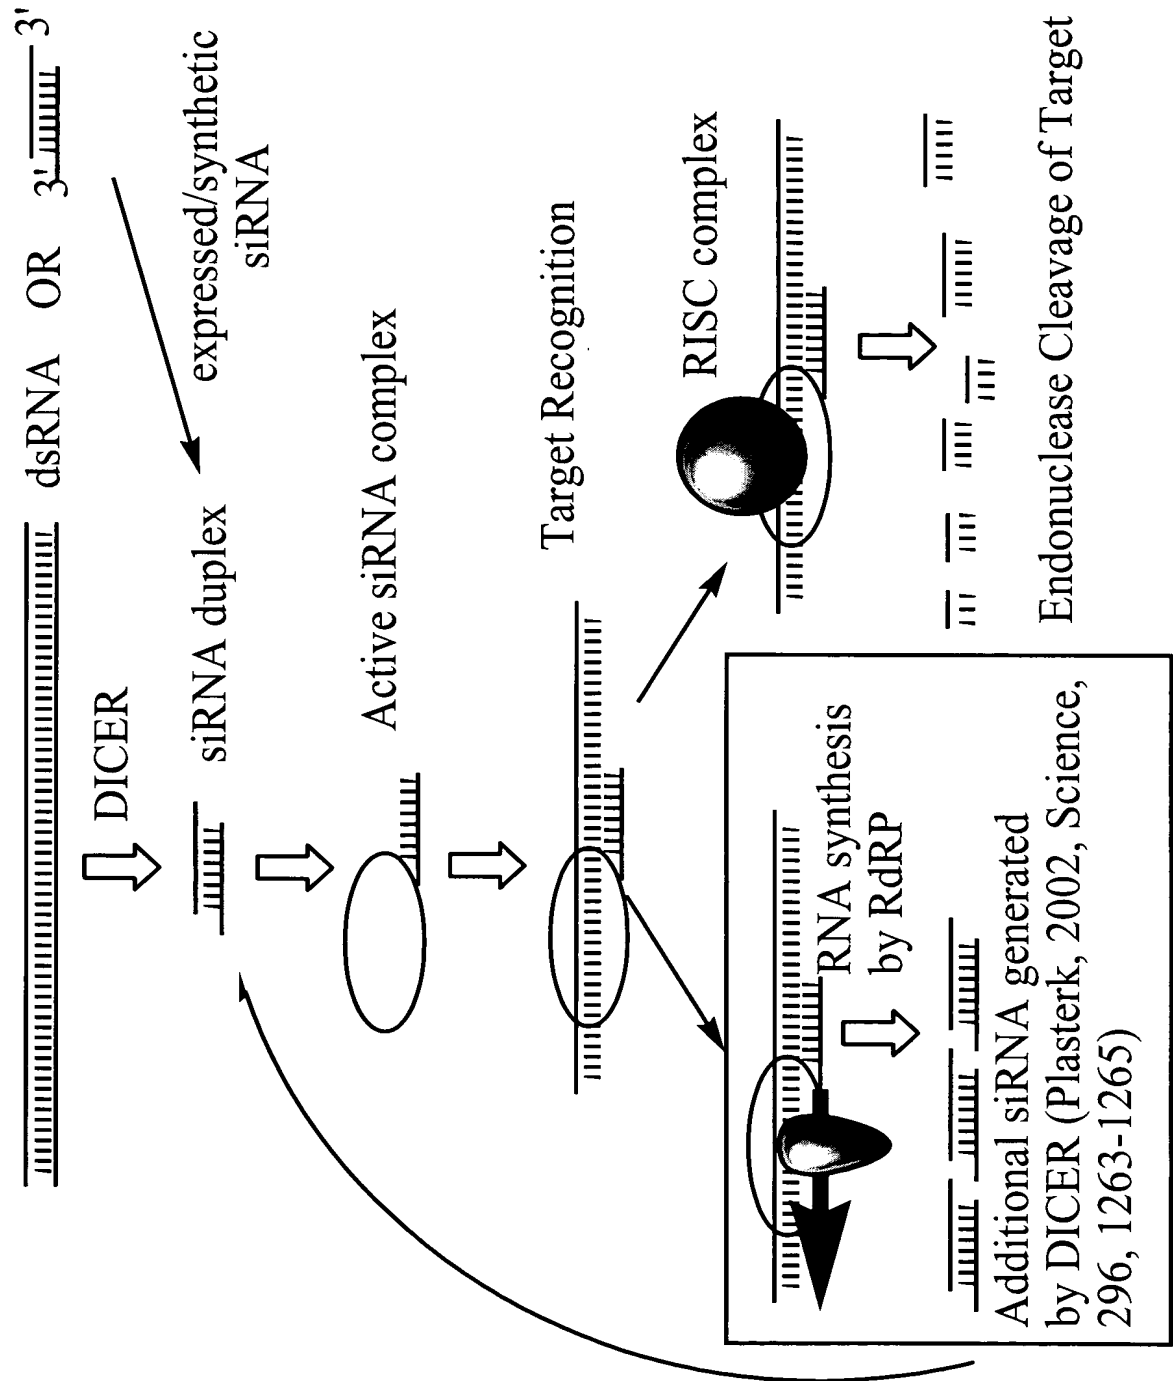 dsRNA OR 3' 3'
DICER
expressed/synthetic
siRNA
siRNA duplex
Active siRNA complex
Target Recognition
RISC complex
RNA synthesis
by RdRP
Additional siRNA generated
by DICER (Plasterk, 2002, Science,
296, 1263-1265)
Endonuclease Cleavage of Target